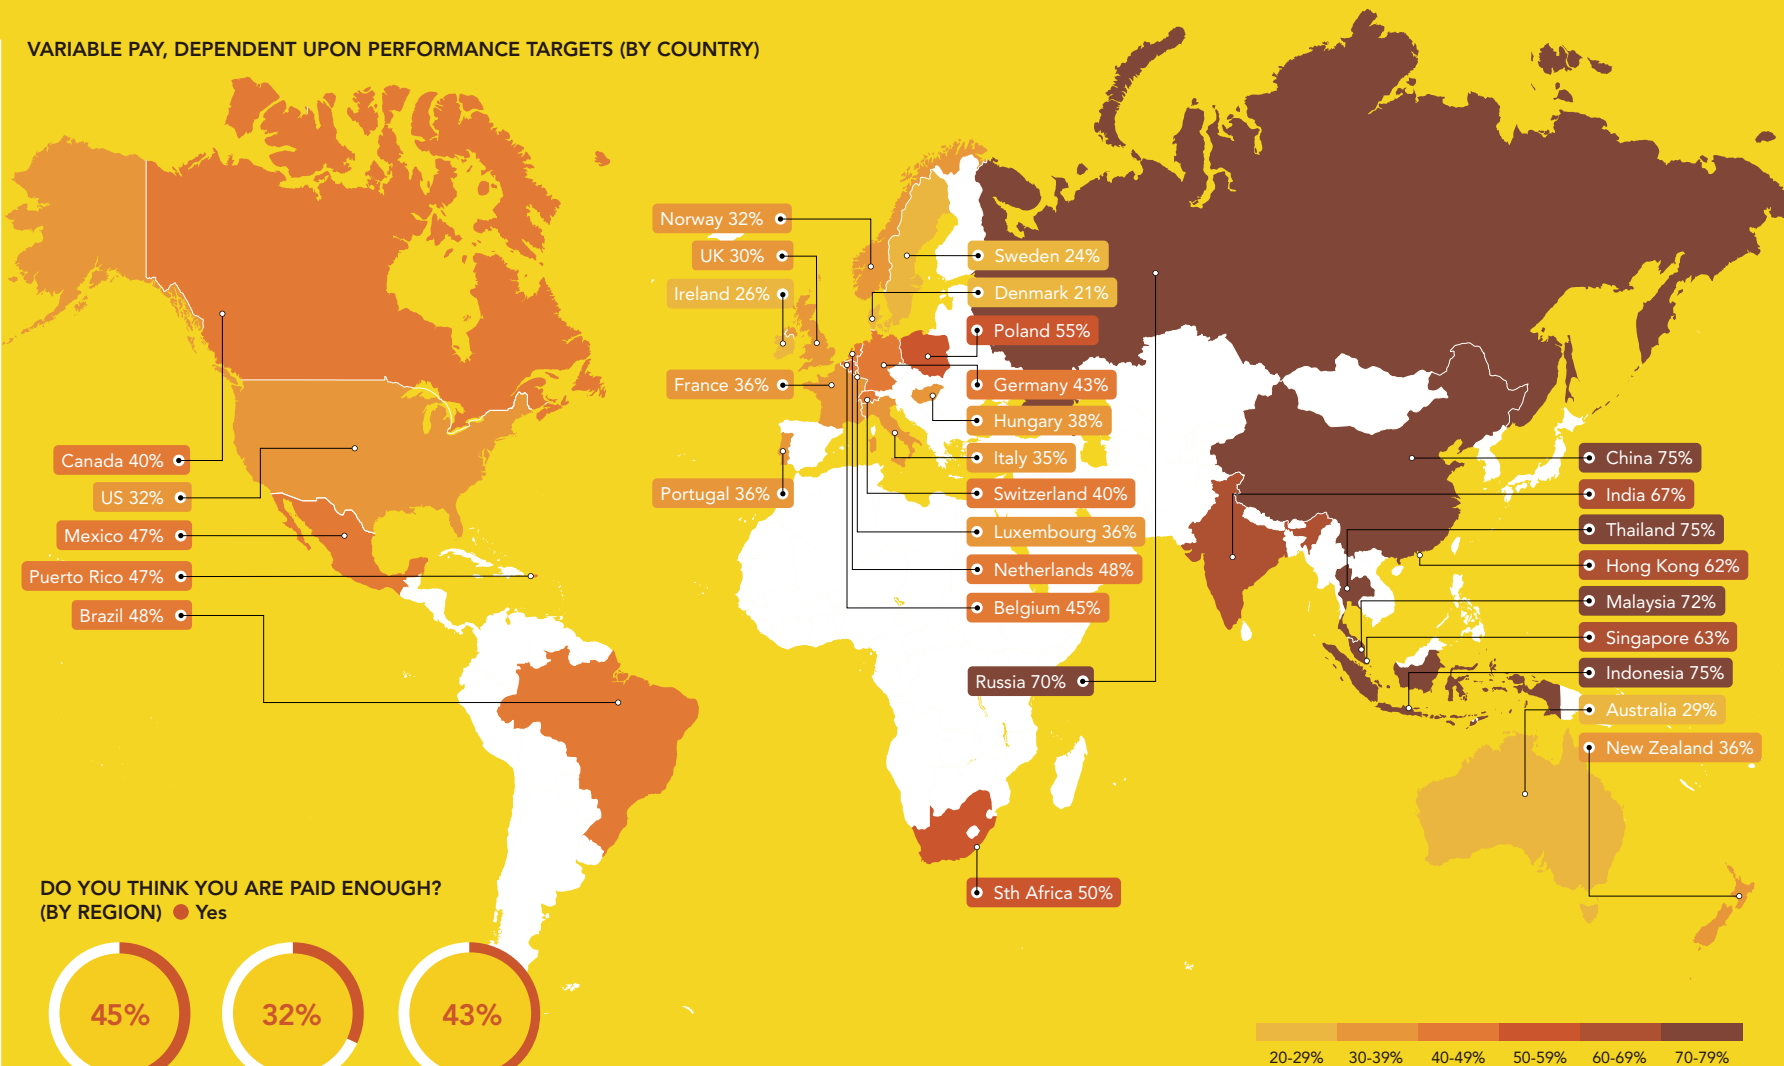 VARIABLE PAY, DEPENDENT UPON PERFORMANCE TARGETS (BY COUNTRY)
Norway 32%
UK 30%
Ireland 26%
France 36%
Portugal 36%
Sweden 24%
Denmark 21%
Poland 55%
Germany 43%
Hungary 38%
Italy 35%
Switzerland 40%
Luxembourg 36%
Netherlands 48%
Belgium 45%
Russia 70%
Sth Africa 50%
Canada 40%
US 32%
Mexico 47%
Puerto Rico 47%
Brazil 48%
China 75%
India 67%
Thailand 75%
Hong Kong 62%
Malaysia 72%
Singapore 63%
Indonesia 75%
Australia 29%
New Zealand 36%
DO YOU THINK YOU ARE PAID ENOUGH?
(BY REGION) Yes
45% 32% 43%
20-29% 30-39% 40-49% 50-59% 60-69% 70-79%